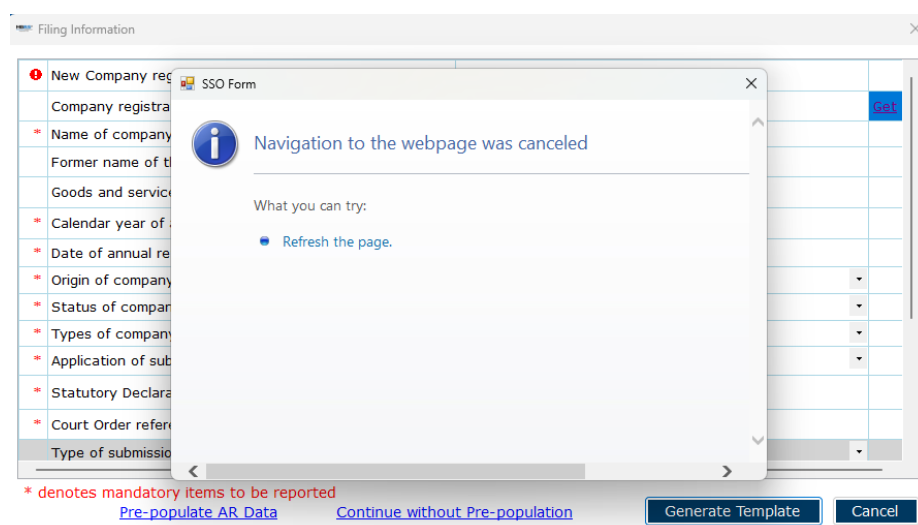 Filing Information
New Company reg
Company registra
Get
* Name of company
Former name of t
Goods and service
* Calendar year of
* Date of annual re
* Origin of company
* Status of compan
* Types of company
* Application of sub
* Statutory Declara
* Court Order refere
Type of submissio
SSO Form
Navigation to the webpage was canceled
What you can try:
Refresh the page.
* denotes mandatory items to be reported
Pre-populate AR Data Continue without Pre-population Generate Template Cancel